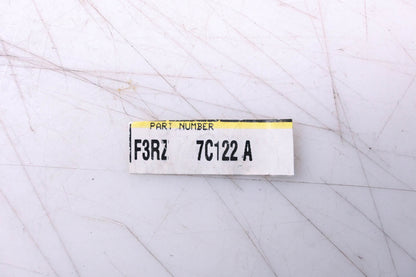 PART NUMBER
F3RZ 7C122 A